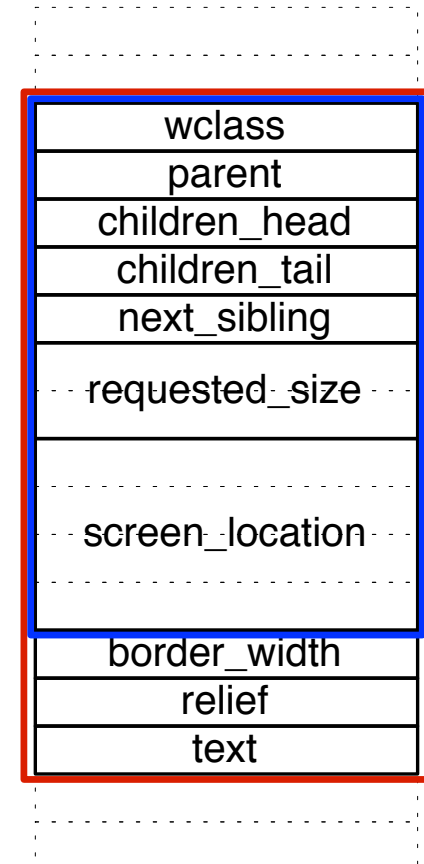 wclass
parent
children_head
children_tail
next_sibling
requested_size
screen_location
border_width
relief
text